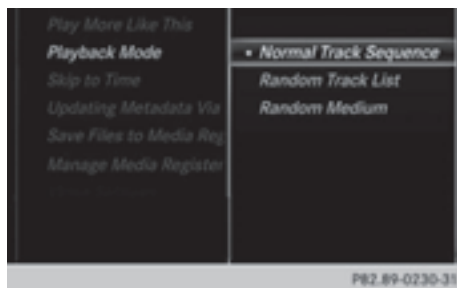 Play More Like This
Playback Mode
Skip to Time
Updating Metadata Via
Save Files to Media Reg
Manage Media Register
• Normal Track Sequence
Random Track List
Random Medium
P82.89-0230-31